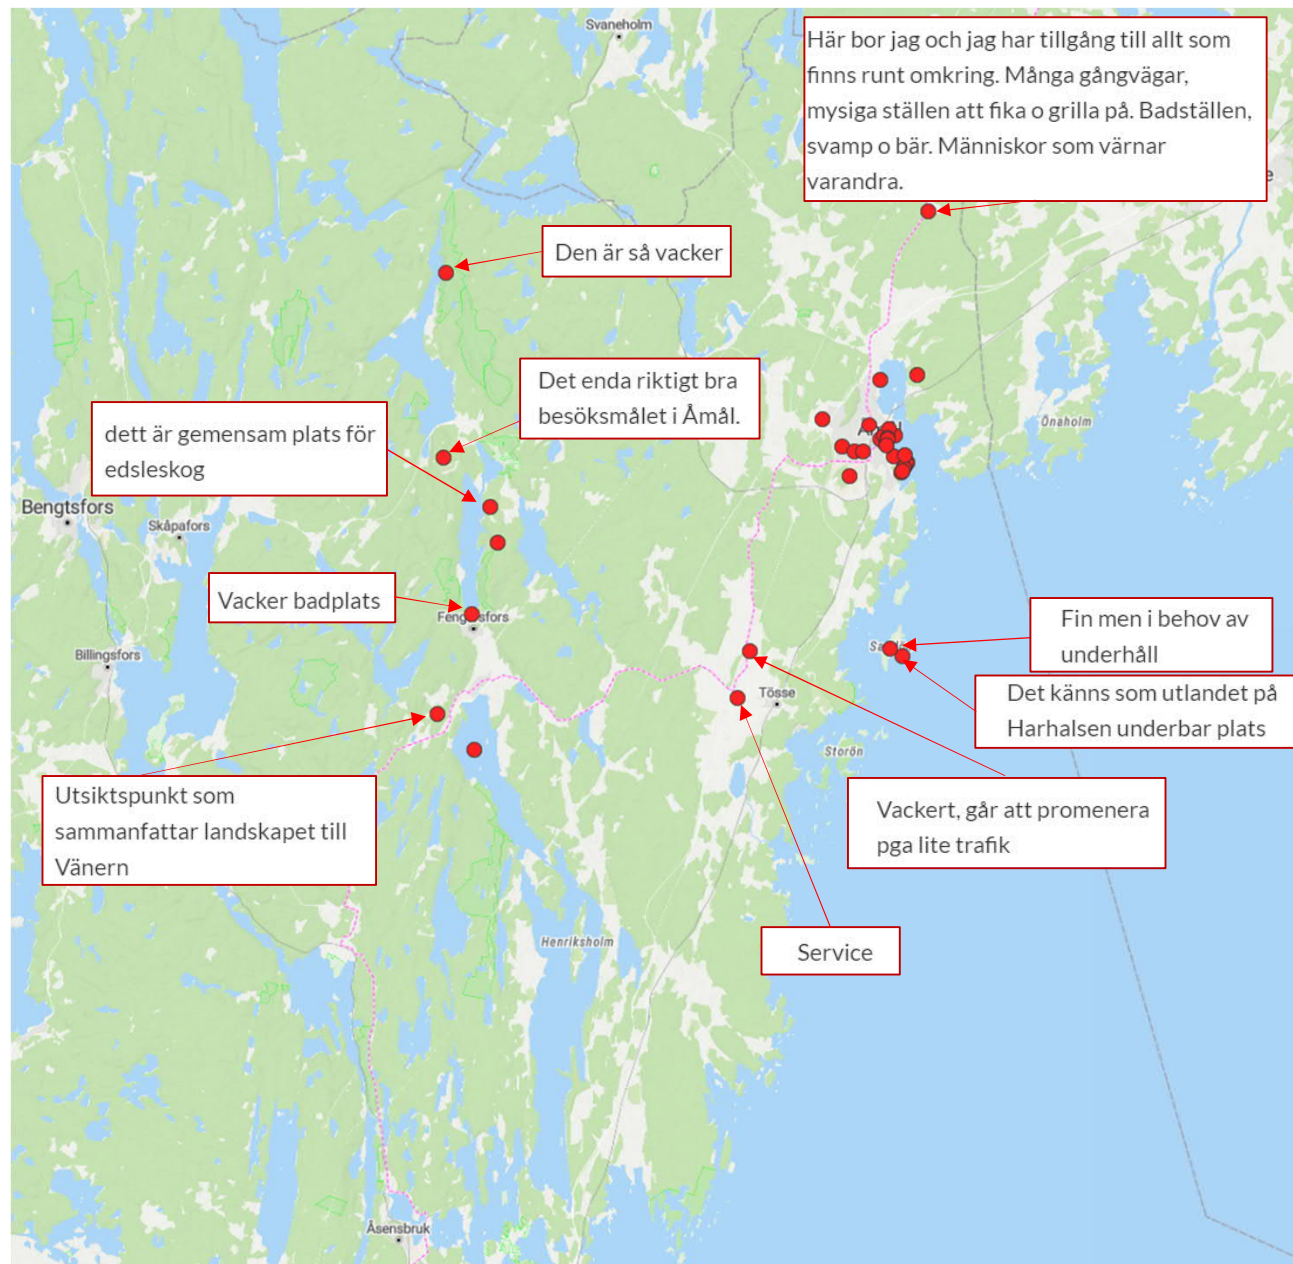 Svaneholm
Här bor jag och jag har tillgång till allt som
finns runt omkring. Många gångvägar,
mysiga ställen att fika o grilla på. Badställen,
svamp o bär. Människor som värnar
varandra.
e
Den är så vacker
Det enda riktigt bra
besöksmålet i Åmål.
dett är gemensam plats för
edsleskog
Önaholm
Bengtsfors
Skåpafors
Vacker badplats
Billingsfors
Fin men i behov av
underhåll
Det känns som utlandet på
Harhalsen underbar plats
Tösse
Storön
Utsiktspunkt som
sammanfattar landskapet till
Vänern
Vackert, går att promenera
pga lite trafik
Service
Henriksholm
Åsensbruk